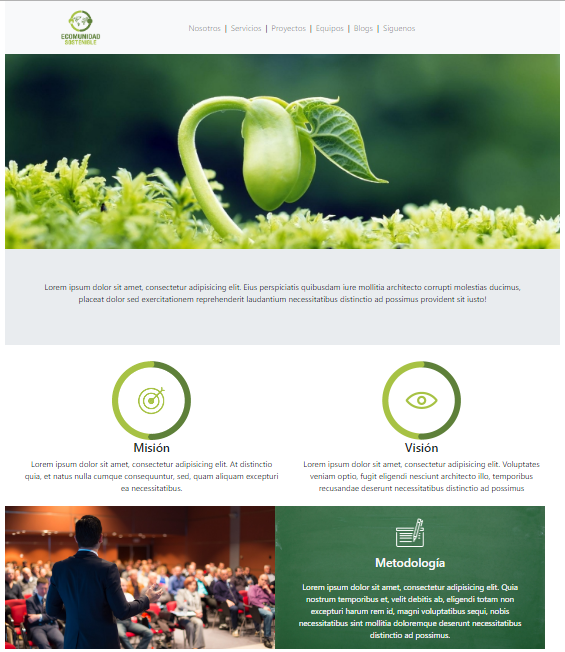 ECOMUNIDAD
SOSTENIBLE
Nosotros | Servicios | Proyectos | Equipos | Blogs | Síguenos
Lorem ipsum dolor sit amet, consectetur adipisicing elit. Eius perspiciatis quibusdam iure mollitia architecto corrupti molestias ducimus,
placeat dolor sed exercitationem reprehenderit laudantium necessitatibus distinctio ad possimus provident sit iusto!
Misión
Lorem ipsum dolor sit amet, consectetur adipisicing elit. At distinctio
quia, et natus nulla cumque consequuntur, sed, quam aliquam excepturi
ea necessitatibus.
Visión
Lorem ipsum dolor sit amet, consectetur adipisicing elit. Voluptates
veniam optio, fugit eligendi nesciunt architecto illo, temporibus
recusandae deserunt necessitatibus distinctio ad possimus
Metodología
Lorem ipsum dolor sit amet, consectetur adipisicing elit. Quia
nostrum temporibus et, velit debitis ab, eligendi totam non
excepturi harum rem id, magni voluptatibus sequi, nobis
necessitatibus sint mollitia doloremque deserunt necessitatibus
distinctio ad possimus.